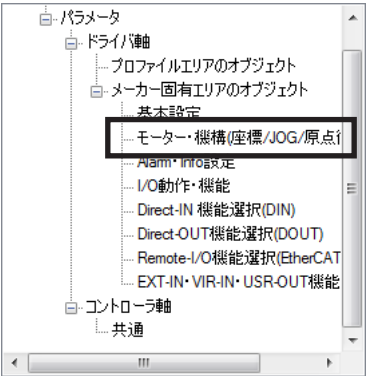 パラメータ
ドライバ軸
プロファイルエリアのオブジェクト
メーカー固有エリアのオブジェクト
基本設定
モーター・機構(座標/JOG/原点
Alarm・Info設定
I/O動作・機能
Direct-IN 機能選択(DIN)
Direct-OUT機能選択(DOUT)
Remote-I/O機能選択(EtherCAT
EXT-IN・VIR-IN・USR-OUT機能
コントローラ軸
共通